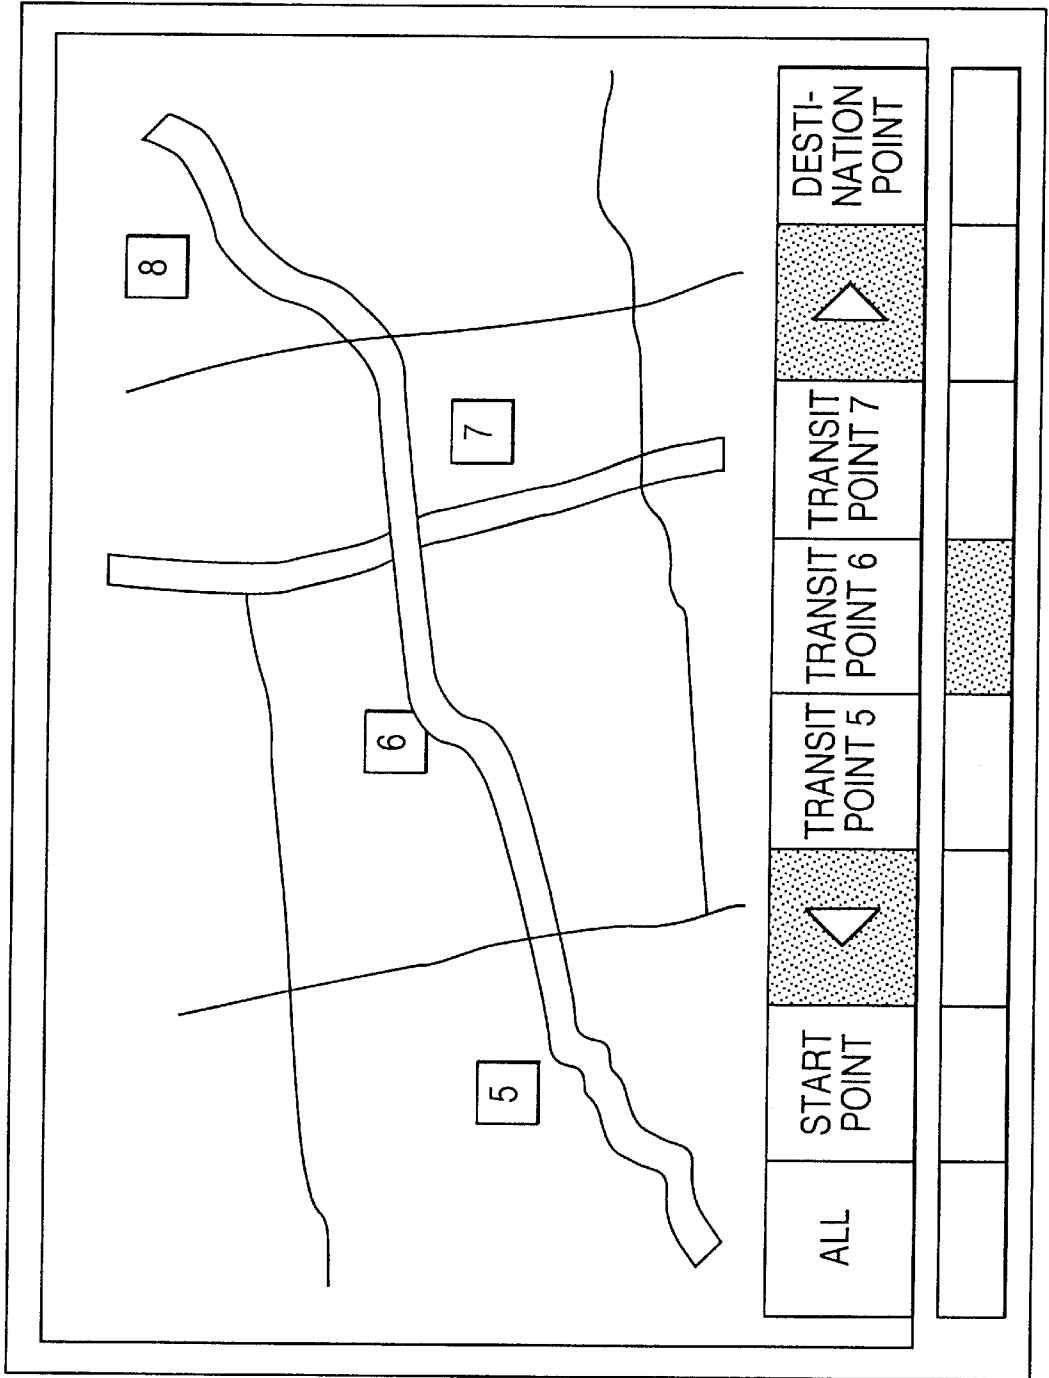 8
7
6
5
ALL
START
POINT
TRANSIT
POINT 5
TRANSIT
POINT 6
TRANSIT
POINT 7
DESTI-
NATION
POINT